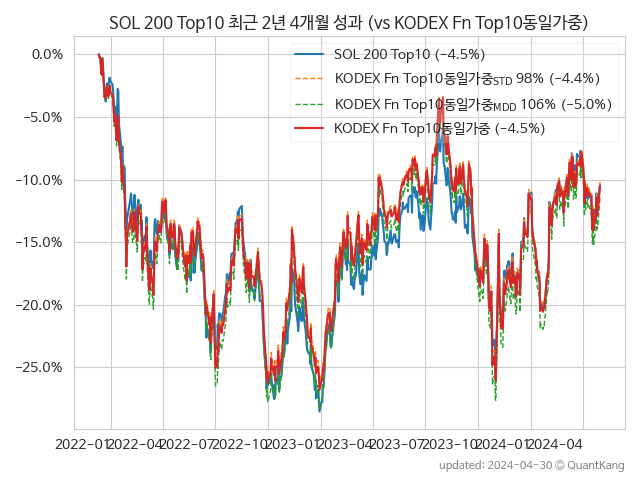 SOL 200 Top10 최근 2년 4개월 성과 (vs KODEX Fn Top10동일가중)
SOL 200 Top10 (−4.5%)
KODEX Fn Top10동일가중STD 98% (−4.4%)
KODEX Fn Top10동일가중MDD 106% (−5.0%)
KODEX Fn Top10동일가중 (−4.5%)
0.0%
−5.0%
−10.0%
−15.0%
−20.0%
−25.0%
2022-01 2022-04 2022-07 2022-10 2023-01 2023-04 2023-07 2023-10 2024-01 2024-04
updated: 2024-04-30 © QuantKang